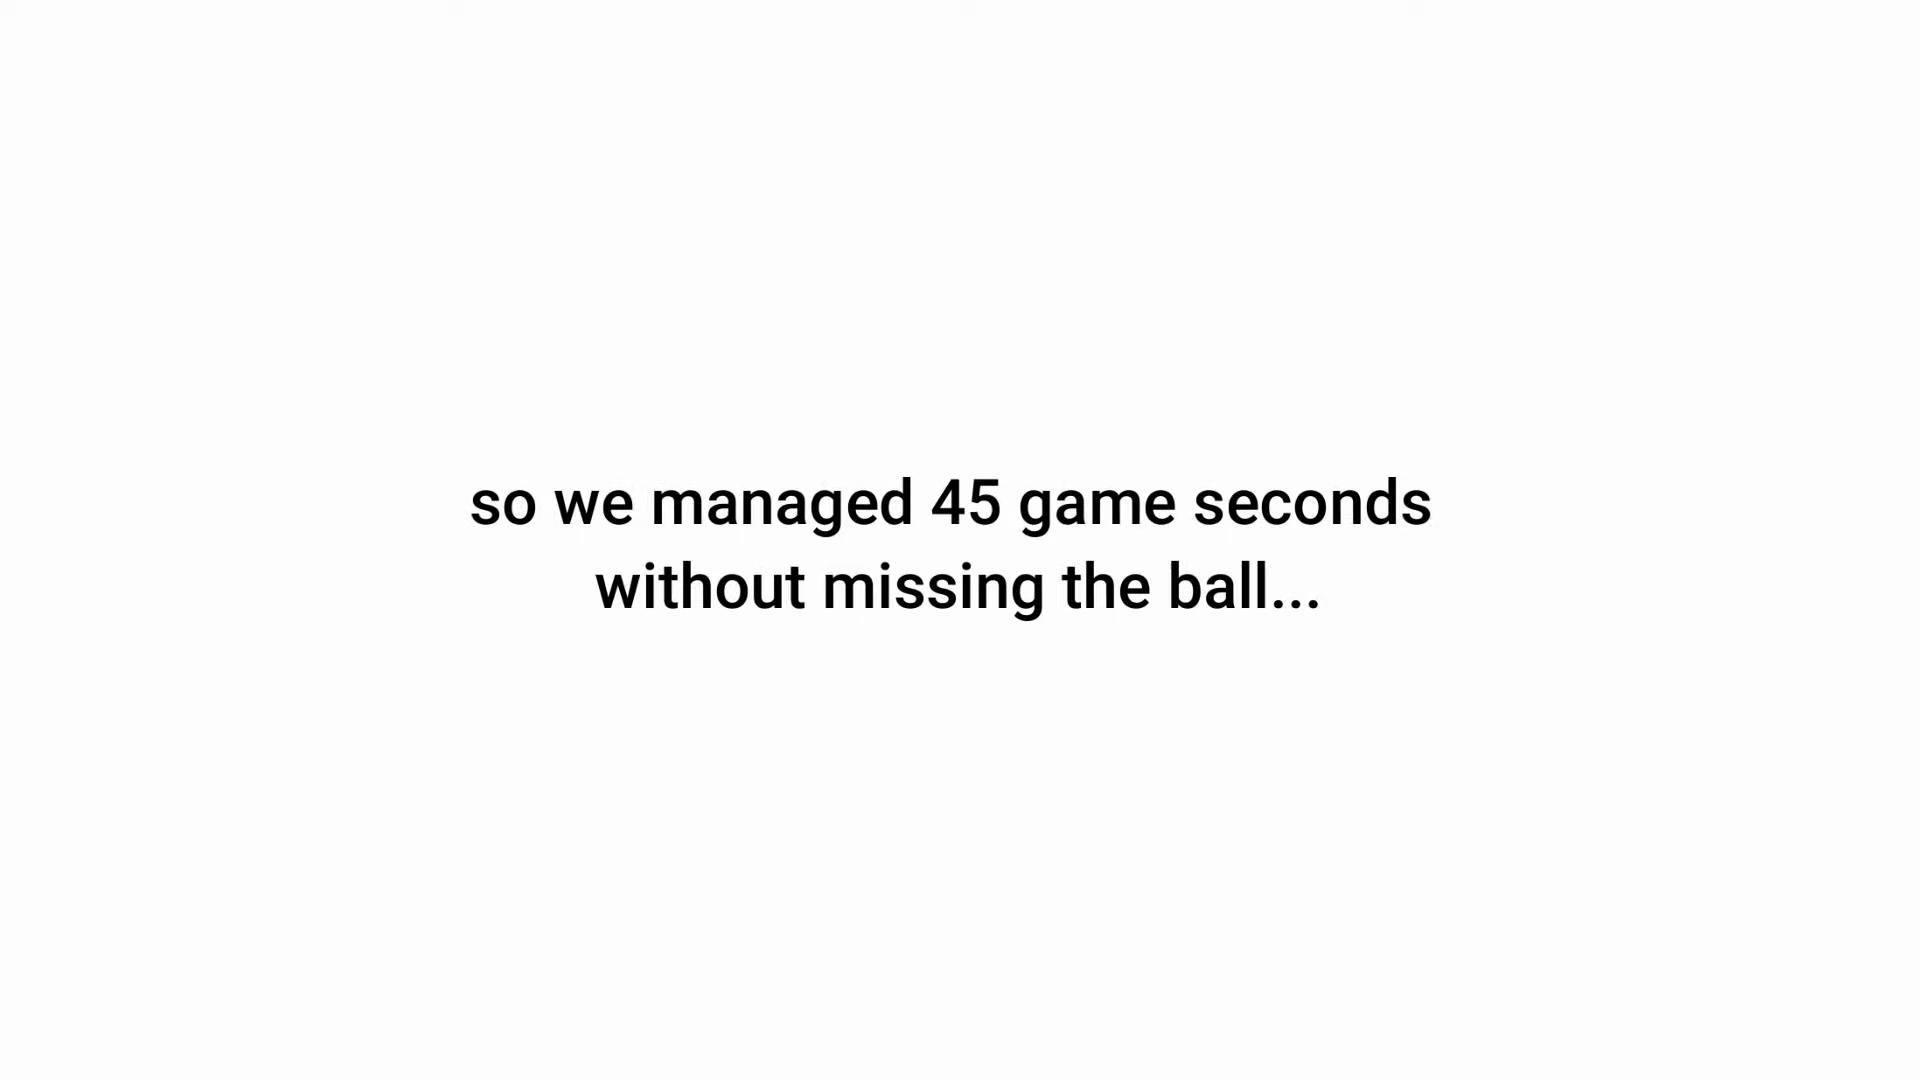 so we managed 45 game seconds
without missing the ball...